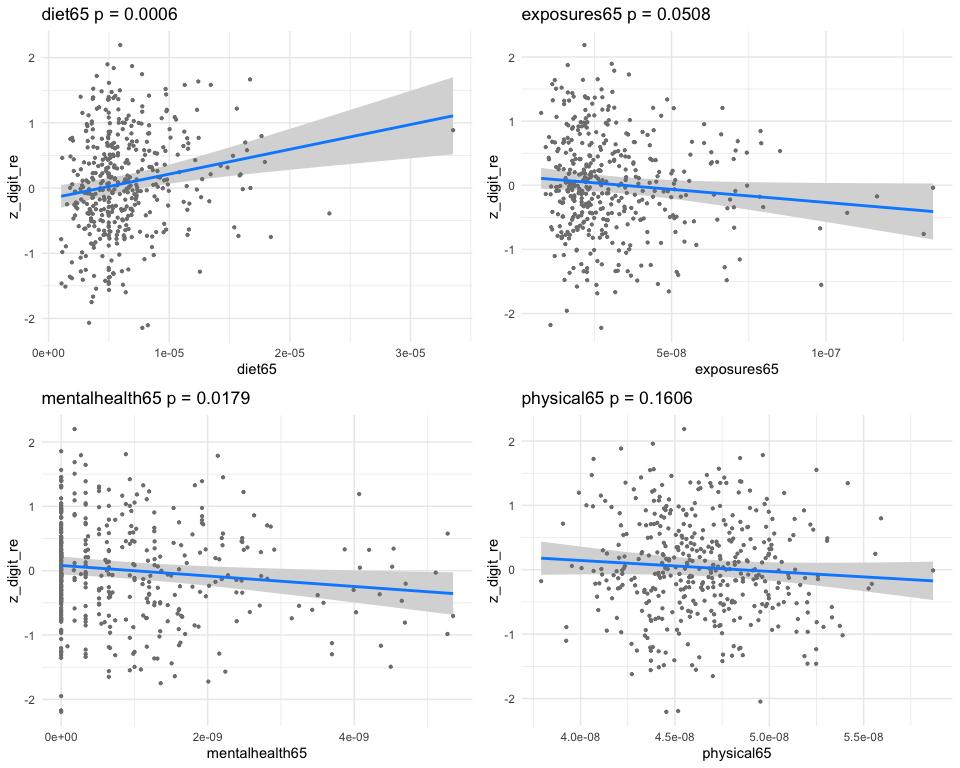 diet65 p = 0.0006
z_digit_re
2
1
0
-1
-2
0e+00 1e-05 2e-05 3e-05
diet65
exposures65 p = 0.0508
z_digit_re
2
1
0
-1
-2
5e-08 1e-07
exposures65
mentalhealth65 p = 0.0179
z_digit_re
2
1
0
-1
-2
0e+00 2e-09 4e-09
mentalhealth65
physical65 p = 0.1606
z_digit_re
2
1
0
-1
-2
4.0e-08 4.5e-08 5.0e-08 5.5e-08
physical65